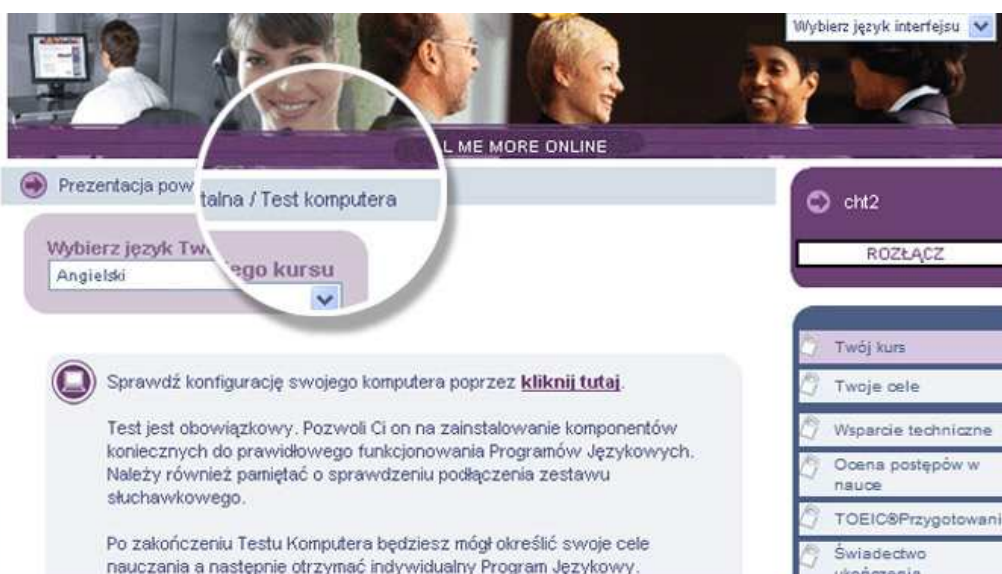 Wybierz język interfejsu
L ME MORE ONLINE
Prezentacja pow
talna / Test komputera
cht2
ROZŁĄCZ
Wybierz język Tw
ego kursu
Angielski
Twój kurs
Twoje cele
Wsparcie techniczne
Ocena postępów w
nauce
TOEIC®Przygotowani
Świadectwo
ukończenia
Sprawdź konfigurację swojego komputera poprzez kliknij tutaj.
Test jest obowiązkowy. Pozwoli Ci on na zainstalowanie komponentów
koniecznych do prawidłowego funkcjonowania Programów Językowych.
Należy również pamiętać o sprawdzeniu podłączenia zestawu
słuchawkowego.
Po zakończeniu Testu Komputera będziesz mógł określić swoje cele
nauczania a następnie otrzymać indywidualny Program Językowy.